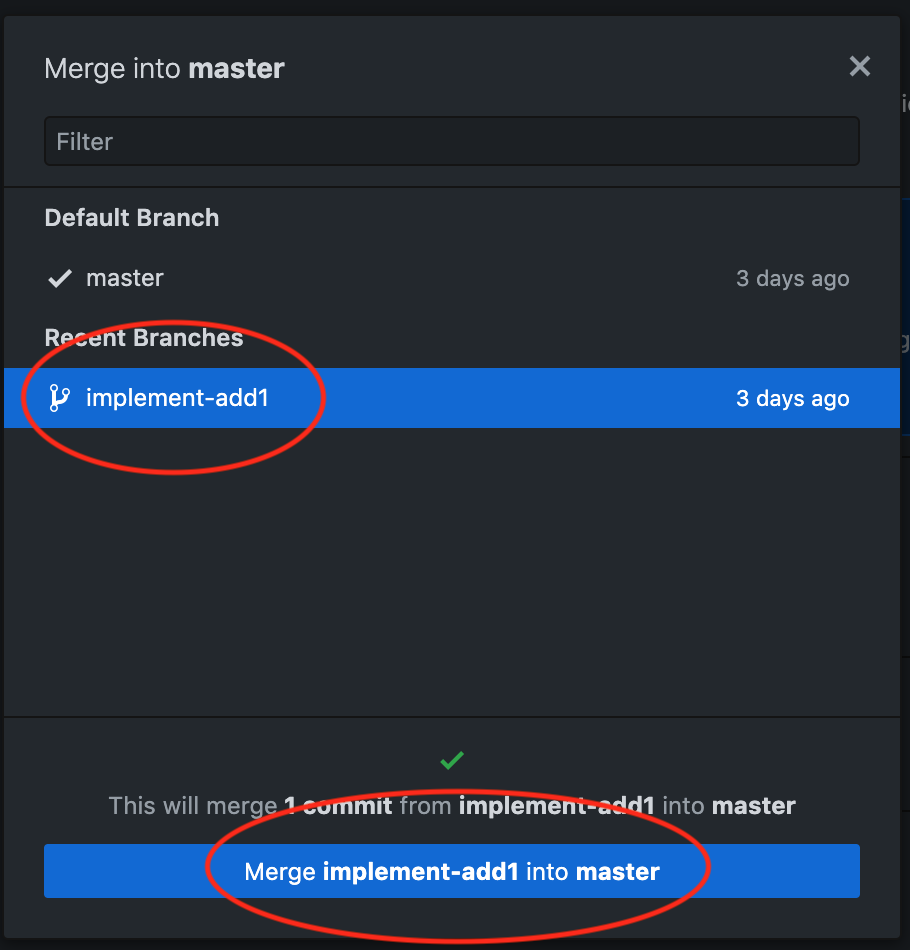 Merge into master
Filter
Default Branch
master 3 days ago
Recent Branches
implement-add1 3 days ago
This will merge 1 commit from implement-add1 into master
Merge implement-add1 into master